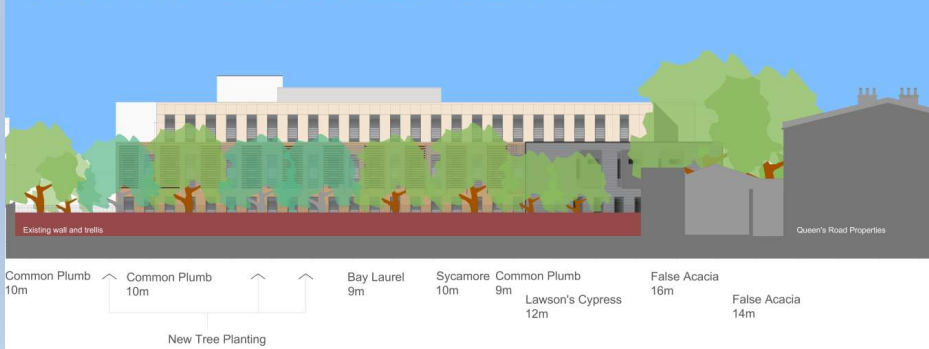 Existing wall and trellis
Queen's Road Properties
Common Plumb
10m
Common Plumb
10m
Bay Laurel
9m
Sycamore
10m
Common Plumb
9m
Lawson's Cypress
12m
False Acacia
16m
False Acacia
14m
New Tree Planting